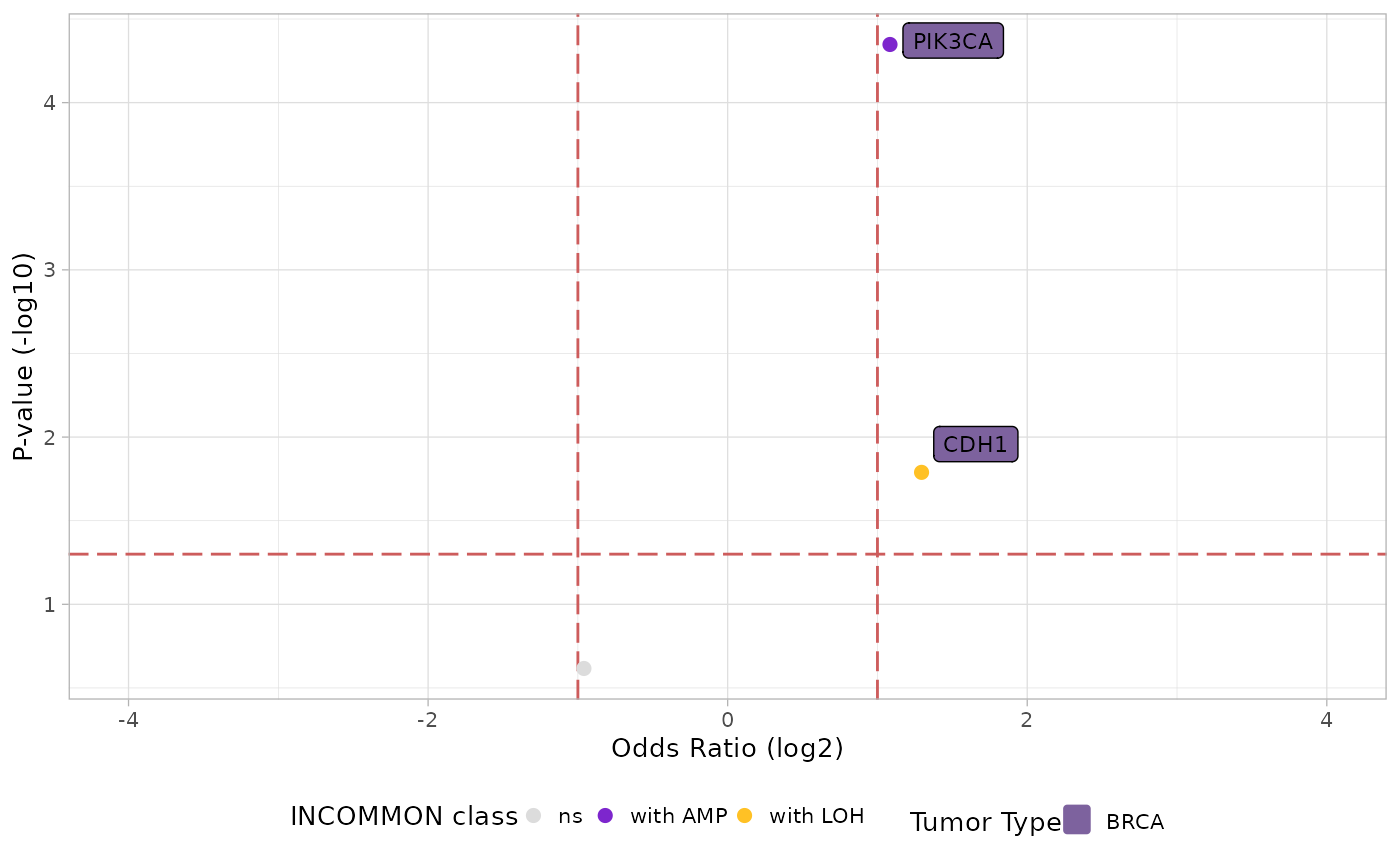 PIK3CA
4
3
CDH1
2
1
P-value (-log10)
-4 -2 0 2 4
Odds Ratio (log2)
INCOMMON class ns with AMP with LOH Tumor Type BRCA